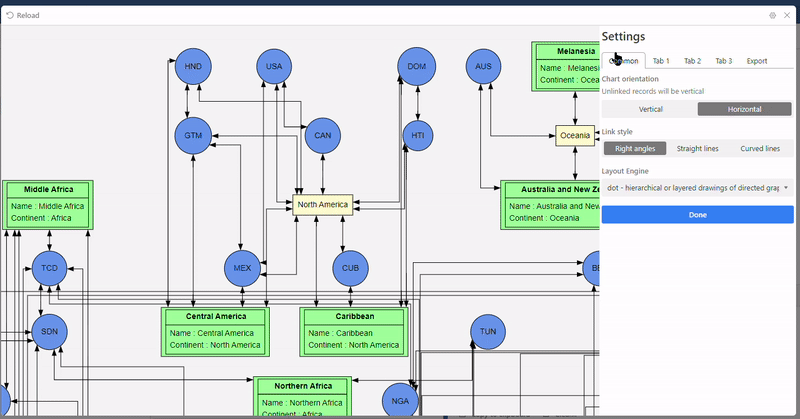 Reload
HND
USA
DOM
AUS
Melanesia
Name : Melanesia
Continent : Ocea
GTM
CAN
HTI
Oceania
Middle Africa
Name : Middle Africa
Continent : Africa
North America
Australia and New Ze
Name : Australia and New
Continent : Oceania
TCD
MEX
CUB
BE
Central America
Name : Central America
Continent : North America
Caribbean
Name : Caribbean
Continent : North America
SDN
TUN
Northern Africa
Name : Northern Africa
Continent : Africa
NGA
Settings
Common Tab 1 Tab 2 Tab 3 Export
Chart orientation
Unlinked records will be vertical
Vertical Horizontal
Link style
Right angles Straight lines Curved lines
Layout Engine
dot - hierarchical or layered drawings of directed grap
Done